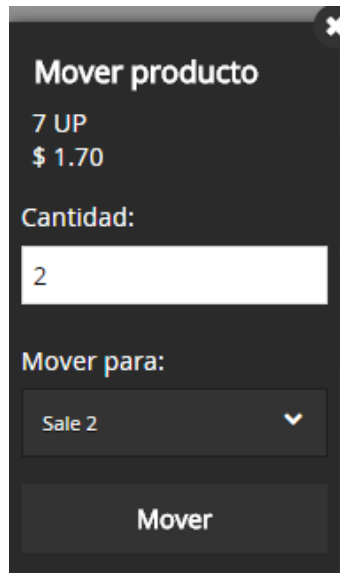 Mover producto
7 UP
$ 1.70
Cantidad:
2
Mover para:
Sale 2
Mover